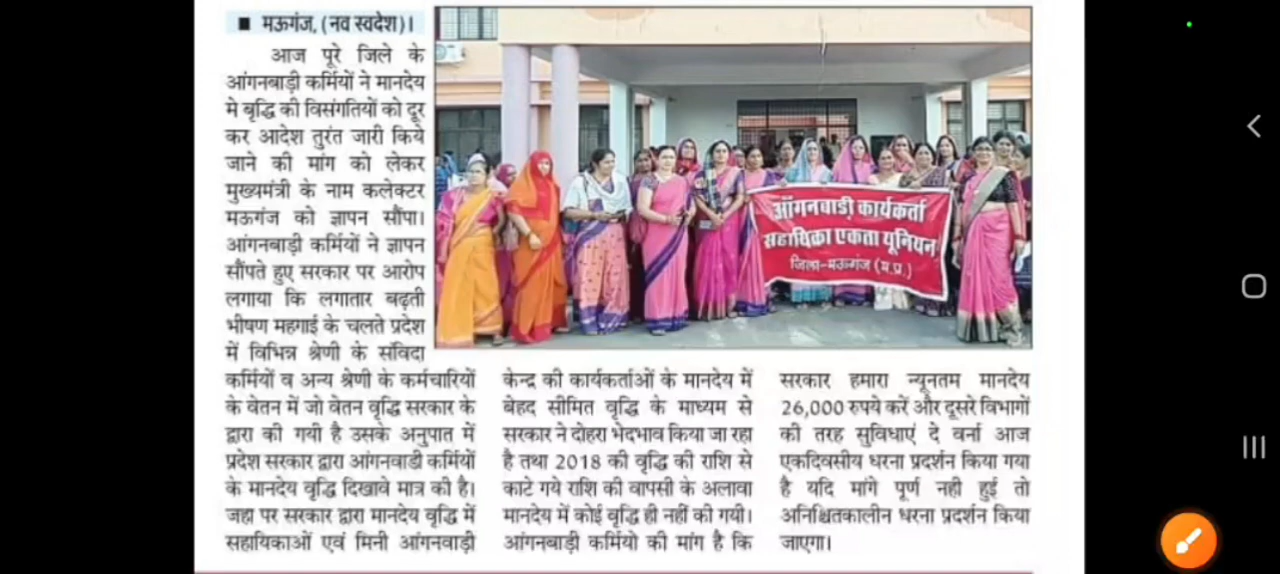 ■ मऊगंज, (नव स्वदेश)।
आज पूरे जिले के
आंगनबाड़ी कर्मियों ने मानदेय
मे बृद्धि की विसंगतियों को दूर
कर आदेश तुरंत जारी किये
जाने की मांग को लेकर
मुख्यमंत्री के नाम कलेक्टर
मऊगंज को ज्ञापन सौंपा।
आंगनबाड़ी कर्मियों ने ज्ञापन
सौंपते हुए सरकार पर आरोप
लगाया कि लगातार बढ़ती
भीषण महगाई के चलते प्रदेश
में विभिन्न श्रेणी के संविदा
कर्मियों व अन्य श्रेणी के कर्मचारियों
के वेतन में जो वेतन वृद्धि सरकार के
द्वारा की गयी है उसके अनुपात में
प्रदेश सरकार द्वारा आंगनवाडी कर्मियों
के मानदेय वृद्धि दिखावे मात्र की है।
जहा पर सरकार द्वारा मानदेय वृद्धि में
सहायिकाओं एवं मिनी आंगनवाड़ी
केन्द्र की कार्यकर्ताओं के मानदेय में
बेहद सीमित वृद्धि के माध्यम से
सरकार ने दोहरा भेदभाव किया जा रहा
है तथा 2018 की वृद्धि की राशि से
काटे गये राशि की वापसी के अलावा
मानदेय में कोई वृद्धि ही नहीं की गयी।
आंगनबाड़ी कर्मियो की मांग है कि
सरकार हमारा न्यूनतम मानदेय
26,000 रुपये करें और दूसरे विभागों
की तरह सुविधाएं दे वर्ना आज
एकदिवसीय धरना प्रदर्शन किया गया
है यदि मांगे पूर्ण नही हुई तो
अनिश्चितकालीन धरना प्रदर्शन किया
जाएगा।
आँगनवाडी कार्यकर्ता
सहायिका एकता यूनियन
जिला-मऊगंज (म.प्र.)